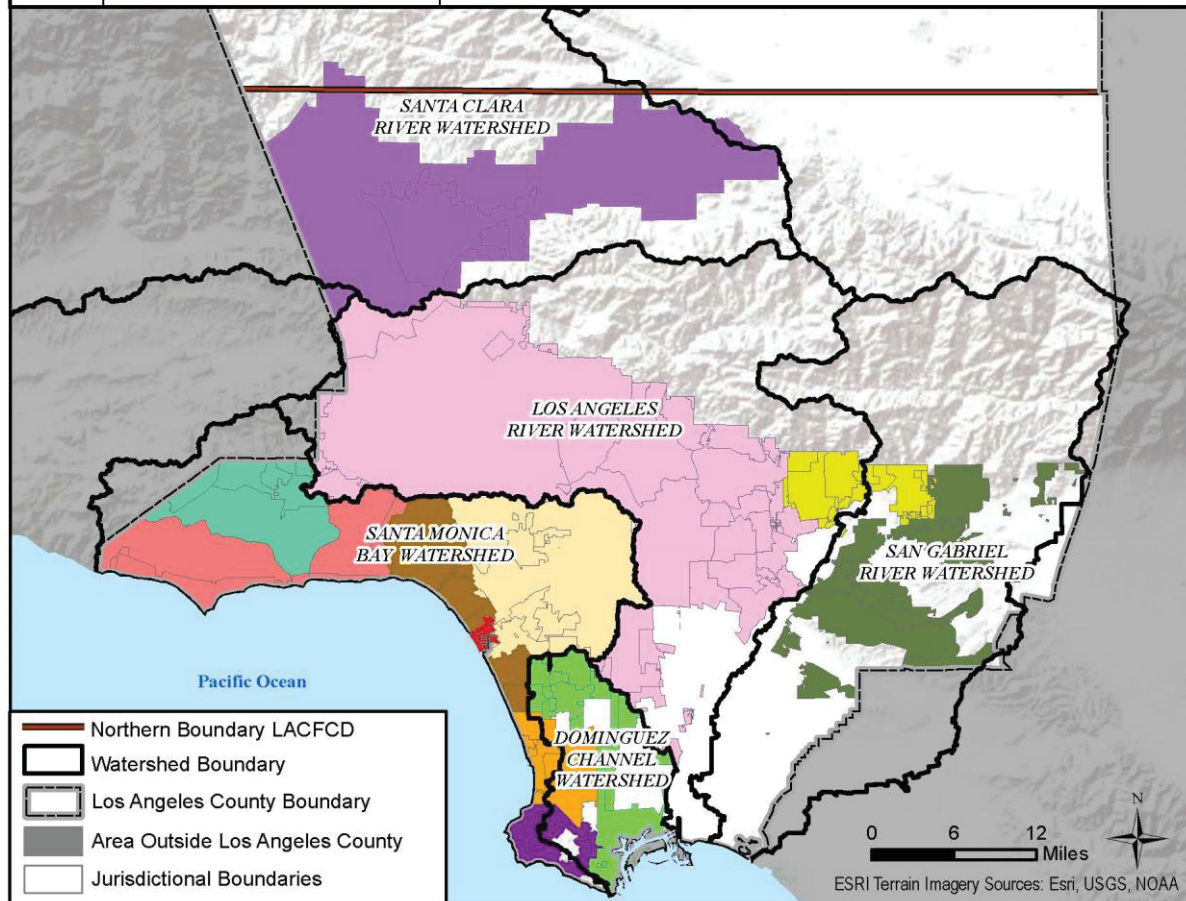 SANTA CLARA
RIVER WATERSHED
LOS ANGELES
RIVER WATERSHED
SANTA MONICA
BAY WATERSHED
SAN GABRIEL
RIVER WATERSHED
Pacific Ocean
DOMINGUEZ
CHANNEL
WATERSHED
Northern Boundary LACFCD
Watershed Boundary
Los Angeles County Boundary
Area Outside Los Angeles County
Jurisdictional Boundaries
N
0 6 12
Miles
ESRI Terrain Imagery Sources: Esri, USGS, NOAA